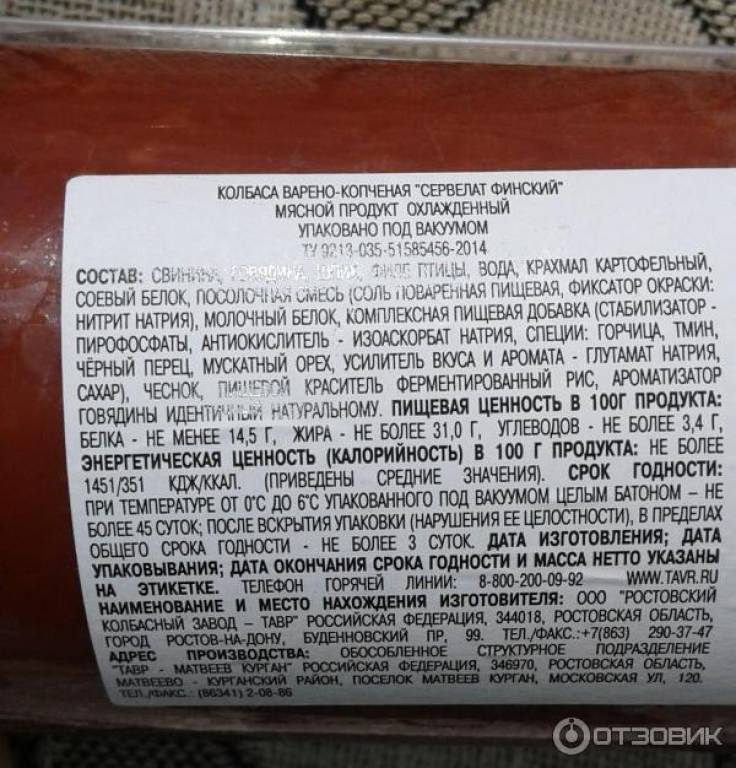 КОЛБАСА ВАРЕНО-КОПЧЕНАЯ "СЕРВЕЛАТ ФИНСКИЙ"
МЯСНОЙ ПРОДУКТ ОХЛАЖДЕННЫЙ
УПАКОВАНО ПОД ВАКУУМОМ
ТУ 9213-035-51585456-2014
СОСТАВ: СВИНИНА, ГОВЯДИНА, ШПИК, ФИЛЕ ПТИЦЫ, ВОДА, КРАХМАЛ КАРТОФЕЛЬНЫЙ,
СОЕВЫЙ БЕЛОК, ПОСОЛОЧНАЯ СМЕСЬ (СОЛЬ ПОВАРЕННАЯ ПИЩЕВАЯ, ФИКСАТОР ОКРАСКИ:
НИТРИТ НАТРИЯ), МОЛОЧНЫЙ БЕЛОК, КОМПЛЕКСНАЯ ПИЩЕВАЯ ДОБАВКА (СТАБИЛИЗАТОР -
ПИРОФОСФАТЫ, АНТИОКИСЛИТЕЛЬ - ИЗОАСКОРБАТ НАТРИЯ, СПЕЦИИ: ГОРЧИЦА, ТМИН,
ЧЁРНЫЙ ПЕРЕЦ, МУСКАТНЫЙ ОРЕХ, УСИЛИТЕЛЬ ВКУСА И АРОМАТА - ГЛУТАМАТ НАТРИЯ,
САХАР), ЧЕСНОК, ПИЩЕВОЙ КРАСИТЕЛЬ ФЕРМЕНТИРОВАННЫЙ РИС, АРОМАТИЗАТОР
ГОВЯДИНЫ ИДЕНТИЧНЫЙ НАТУРАЛЬНОМУ. ПИЩЕВАЯ ЦЕННОСТЬ В 100Г ПРОДУКТА:
БЕЛКА - НЕ МЕНЕЕ 14,5 Г, ЖИРА - НЕ БОЛЕЕ 31,0 Г, УГЛЕВОДОВ - НЕ БОЛЕЕ 3,4 Г,
ЭНЕРГЕТИЧЕСКАЯ ЦЕННОСТЬ (КАЛОРИЙНОСТЬ) В 100 Г ПРОДУКТА: НЕ БОЛЕЕ
1451/351 КДЖ/ККАЛ. (ПРИВЕДЕНЫ СРЕДНИЕ ЗНАЧЕНИЯ). СРОК ГОДНОСТИ:
ПРИ ТЕМПЕРАТУРЕ ОТ 0°С ДО 6°С УПАКОВАННОГО ПОД ВАКУУМОМ ЦЕЛЫМ БАТОНОМ – НЕ
БОЛЕЕ 45 СУТОК; ПОСЛЕ ВСКРЫТИЯ УПАКОВКИ (НАРУШЕНИЯ ЕЕ ЦЕЛОСТНОСТИ), В ПРЕДЕЛАХ
ОБЩЕГО СРОКА ГОДНОСТИ - НЕ БОЛЕЕ 3 СУТОК. ДАТА ИЗГОТОВЛЕНИЯ; ДАТА
УПАКОВЫВАНИЯ; ДАТА ОКОНЧАНИЯ СРОКА ГОДНОСТИ И МАССА НЕТТО УКАЗАНЫ
НА ЭТИКЕТКЕ. ТЕЛЕФОН ГОРЯЧЕЙ ЛИНИИ: 8-800-200-09-92 WWW.TAVR.RU
НАИМЕНОВАНИЕ И МЕСТО НАХОЖДЕНИЯ ИЗГОТОВИТЕЛЯ: ООО "РОСТОВСКИЙ
КОЛБАСНЫЙ ЗАВОД – ТАВР" РОССИЙСКАЯ ФЕДЕРАЦИЯ, 344018, РОСТОВСКАЯ ОБЛАСТЬ,
ГОРОД РОСТОВ-НА-ДОНУ, БУДЕННОВСКИЙ ПР, 99. ТЕЛ./ФАКС.:+7(863) 290-37-47
АДРЕС ПРОИЗВОДСТВА: ОБОСОБЛЕННОЕ СТРУКТУРНОЕ ПОДРАЗДЕЛЕНИЕ
"ТАВР - МАТВЕЕВ КУРГАН" РОССИЙСКАЯ ФЕДЕРАЦИЯ, 346970, РОСТОВСКАЯ ОБЛАСТЬ,
МАТВЕЕВО - КУРГАНСКИЙ РАЙОН, ПОСЕЛОК МАТВЕЕВ КУРГАН, МОСКОВСКАЯ УЛ, 120.
ТЕЛ./ФАКС.: (86341) 2-08-86
ОТЗОВИК